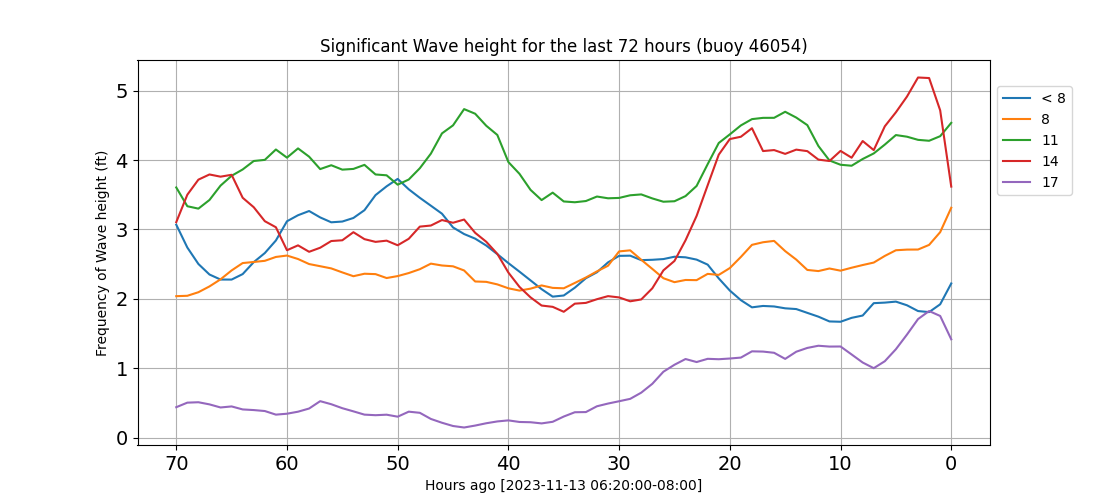 Significant Wave height for the last 72 hours (buoy 46054)
Frequency of Wave height (ft)
5
4
3
2
1
0
70 60 50 40 30 20 10 0
Hours ago [2023-11-13 06:20:00-08:00]
< 8
8
11
14
17